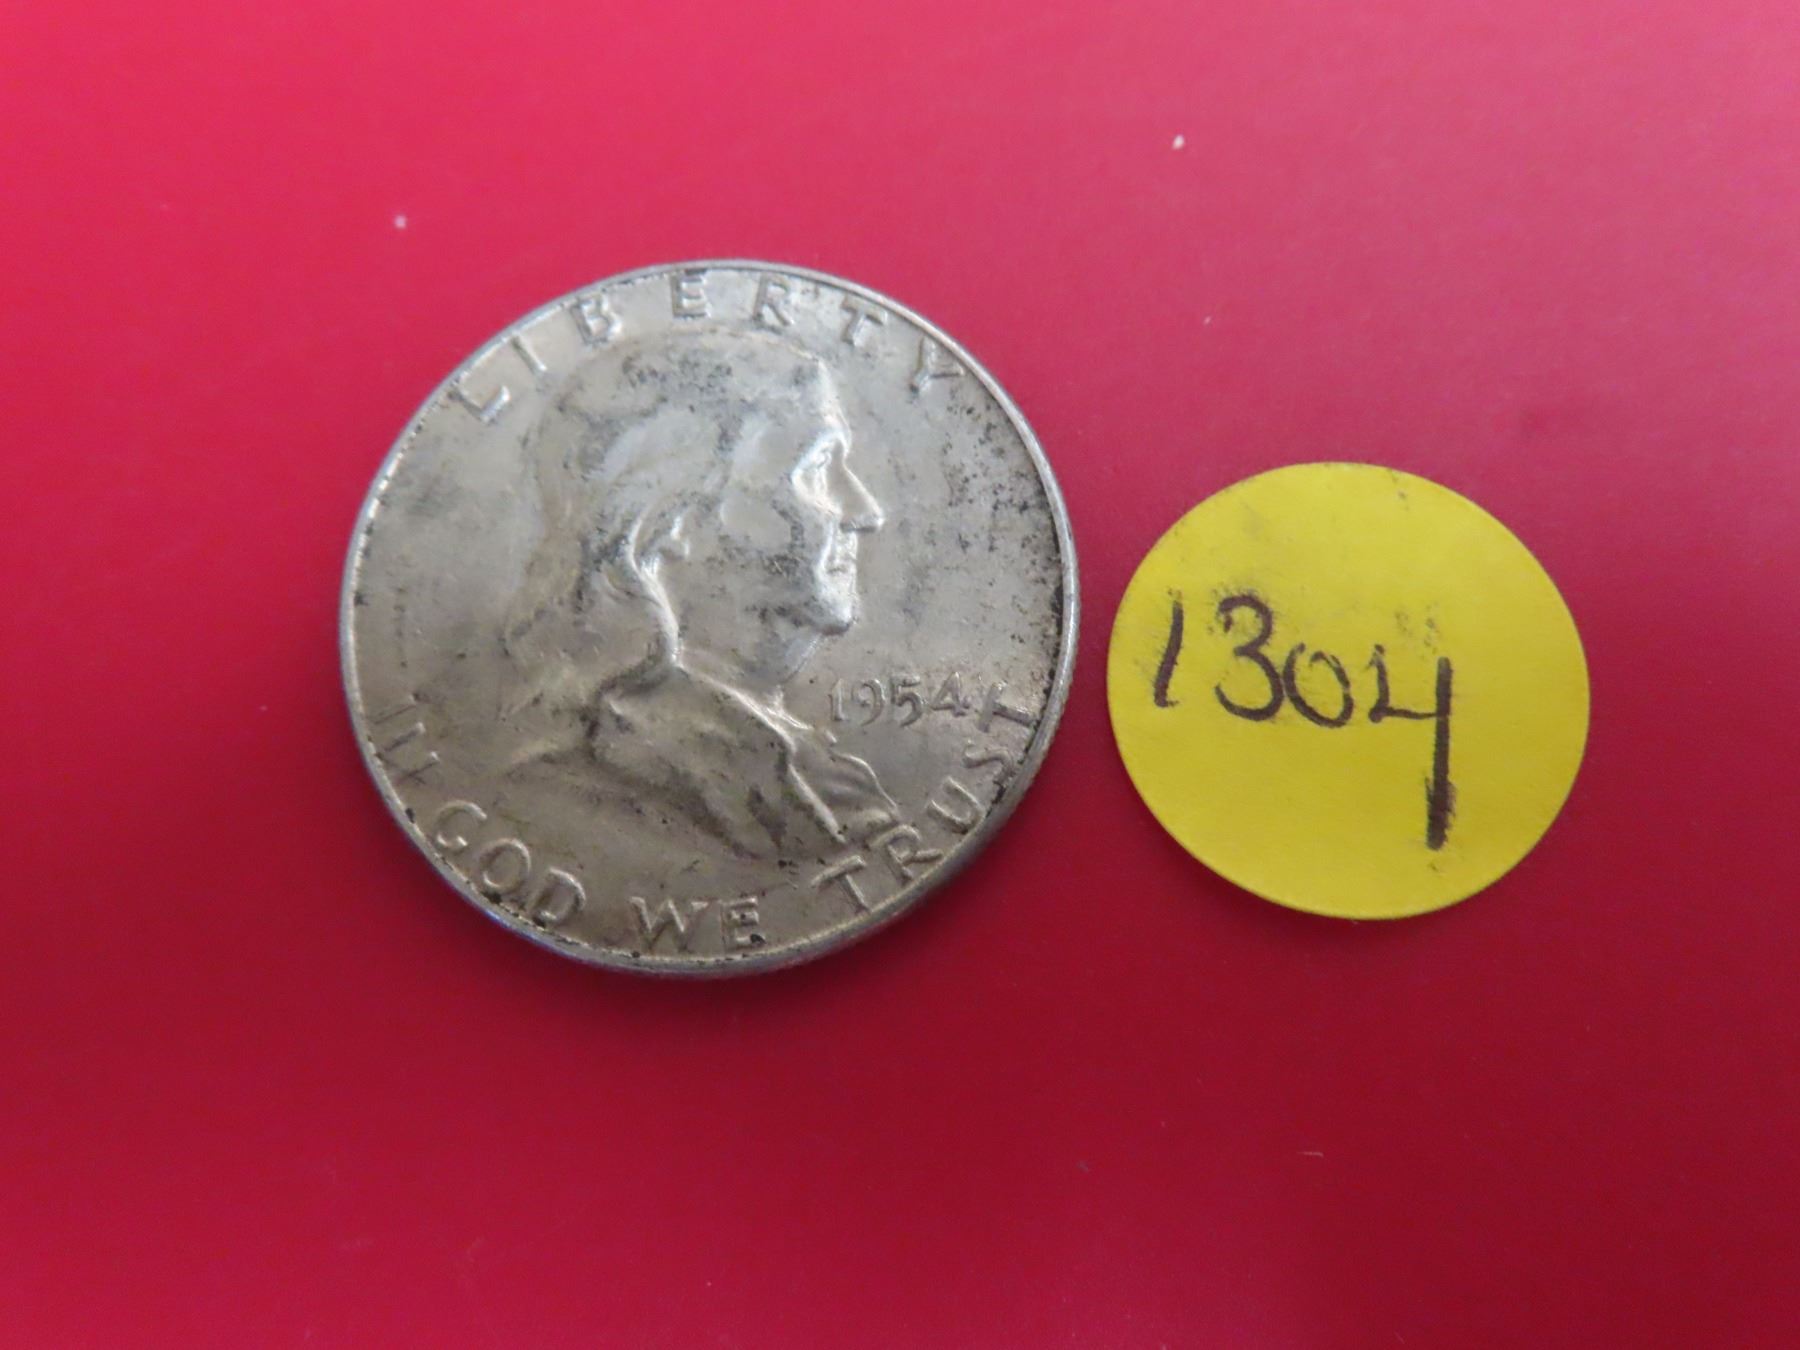 LIBERTY
1954
IN GOD WE TRUST
1304